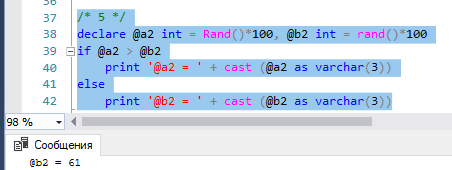 36
37 /* 5 */
38 declare @a2 int = Rand()*100, @b2 int = rand()*100
39 if @a2 > @b2
40 print '@a2 = ' + cast (@a2 as varchar(3))
41 else
42 print '@b2 = ' + cast (@b2 as varchar(3))
98 %
Сообщения
@b2 = 61